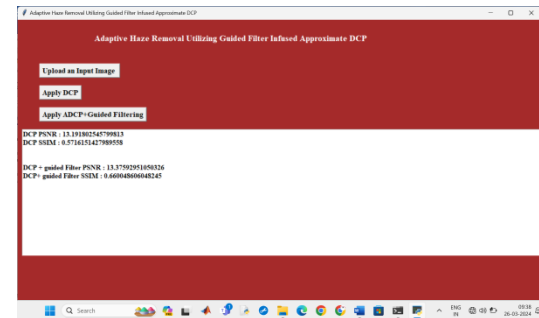 Adaptive Haze Removal Utilizing Guided Filter Infused Approximate DCP
Adaptive Haze Removal Utilizing Guided Filter Infused Approximate DCP
Upload an Input Image
Apply DCP
Apply ADCP+Guided Filtering
DCP PSNR : 13.191802545799813
DCP SSIM : 0.5716151427989558
DCP + guided Filter PSNR : 13.37592951050326
DCP+ guided Filter SSIM : 0.660048606048245
Search
ENG
IN
09:38
26-03-2024